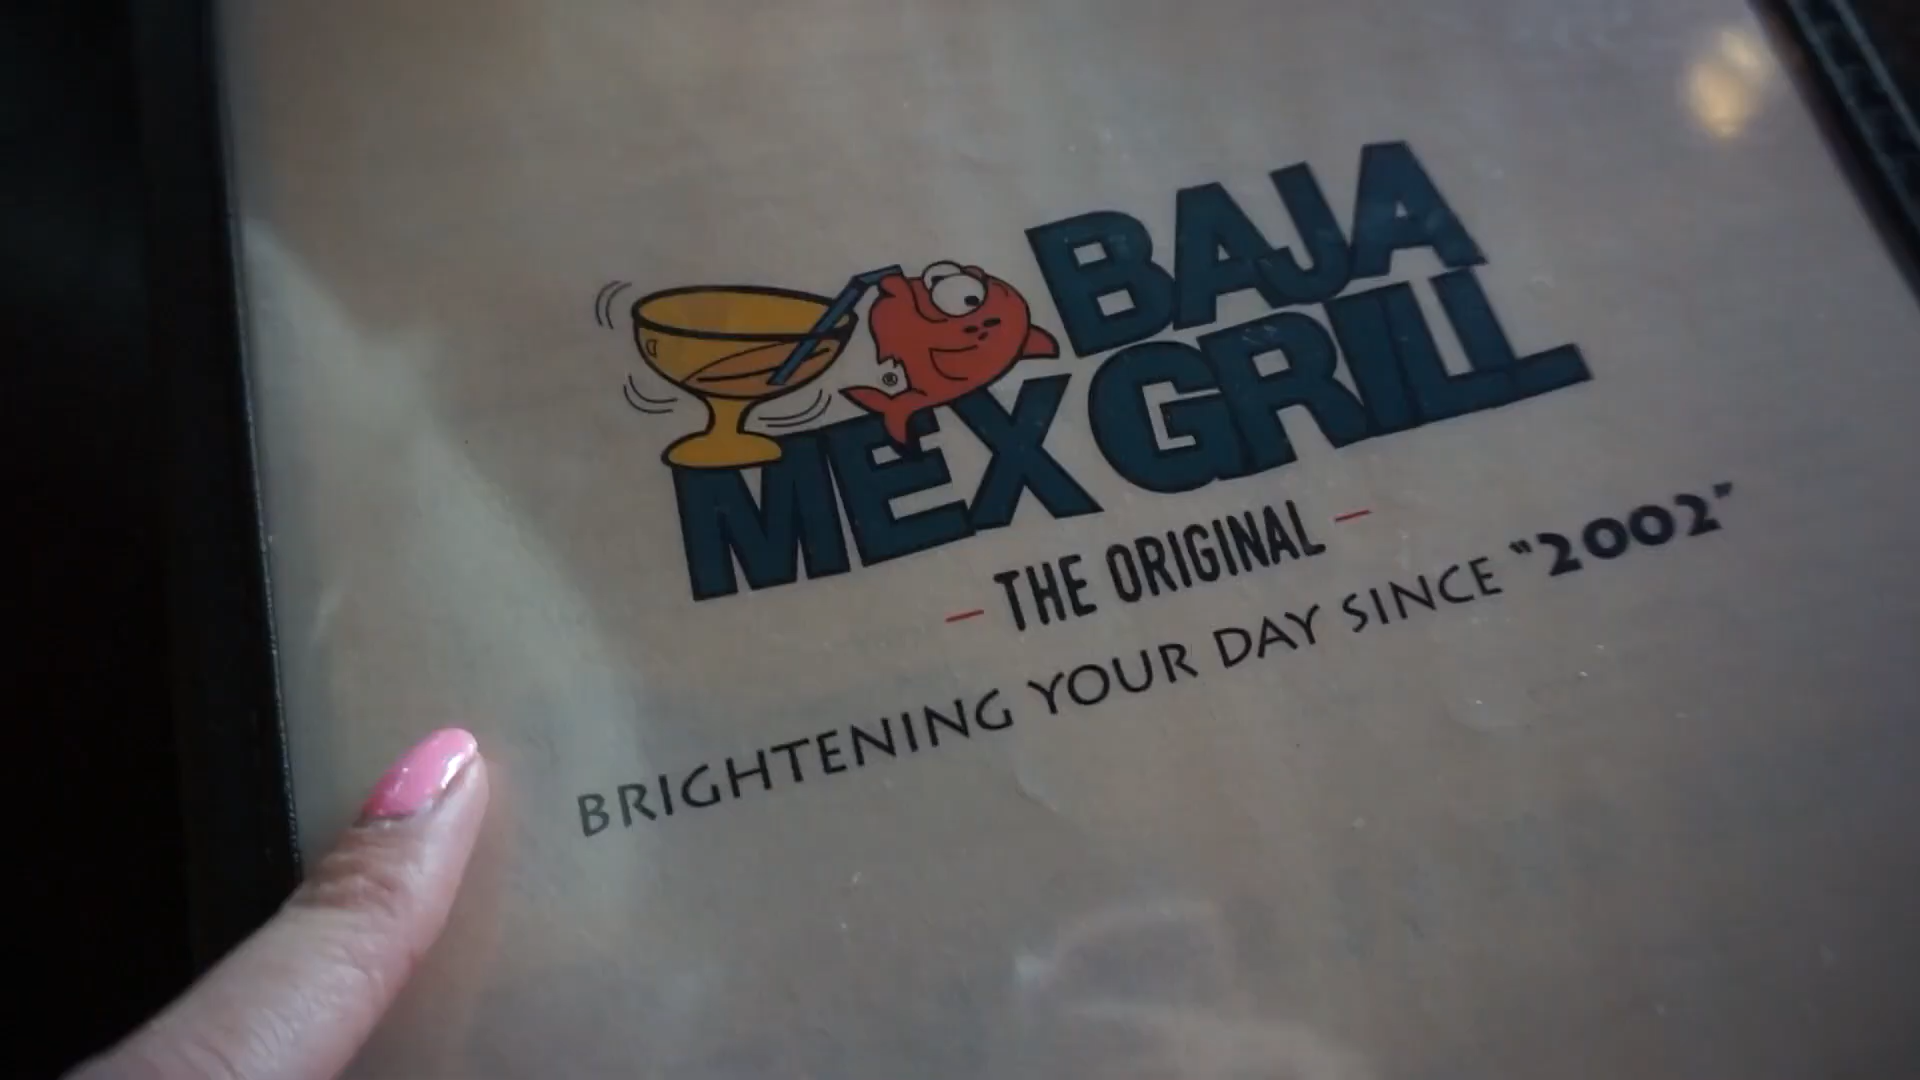 BAJA
MEX GRILL
®
- THE ORIGINAL -
BRIGHTENING YOUR DAY SINCE "2002"